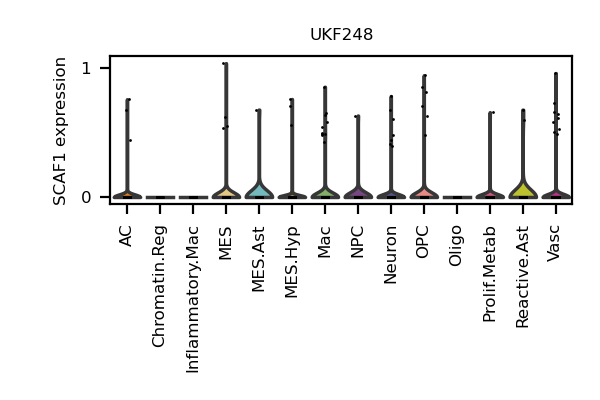 UKF248
SCAF1 expression
1
0
AC
Chromatin.Reg
Inflammatory.Mac
MES
MES.Ast
MES.Hyp
Mac
NPC
Neuron
OPC
Oligo
Prolif.Metab
Reactive.Ast
Vasc